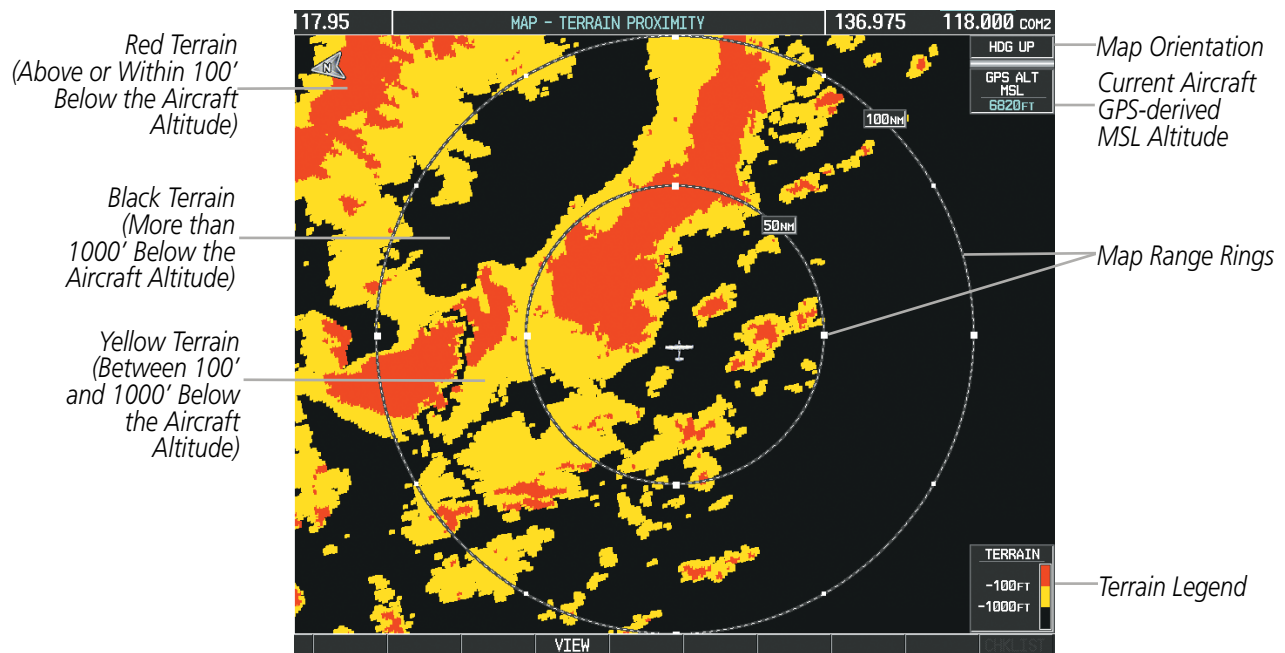 117.95
MAP - TERRAIN PROXIMITY
136.975
118.000 COM2
Red Terrain
(Above or Within 100'
Below the Aircraft
Altitude)
Black Terrain
(More than
1000' Below the
Aircraft Altitude)
Yellow Terrain
(Between 100'
and 1000' Below
the Aircraft
Altitude)
N
100NM
50NM
HDG UP
GPS ALT
MSL
6820FT
TERRAIN
-100FT
-1000FT
VIEW
CHKLIST
Map Orientation
Current Aircraft
GPS-derived
MSL Altitude
Map Range Rings
Terrain Legend